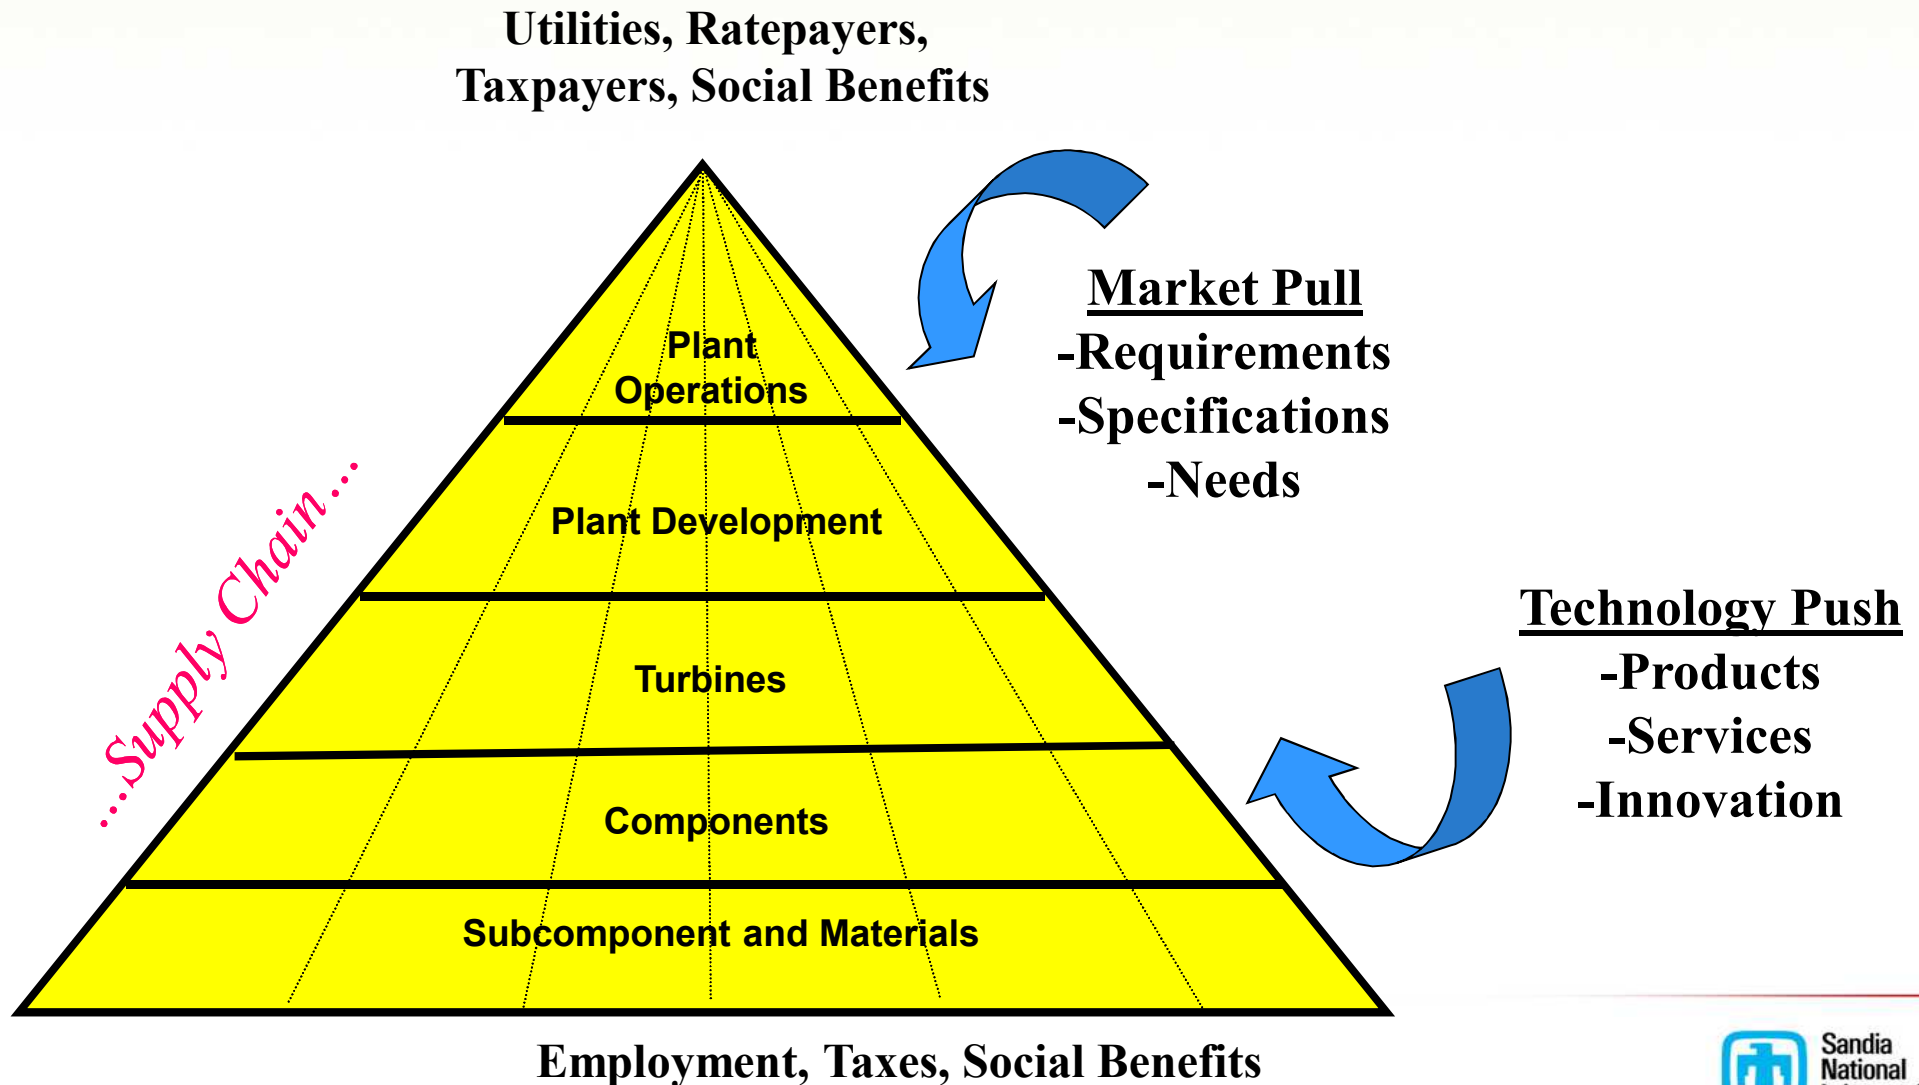 Utilities, Ratepayers,
Taxpayers, Social Benefits
Plant
Operations
Market Pull
-Requirements
-Specifications
-Needs
Plant Development
...Supply Chain...
Turbines
Technology Push
-Products
-Services
-Innovation
Components
Subcomponent and Materials
Employment, Taxes, Social Benefits
Sandia
National